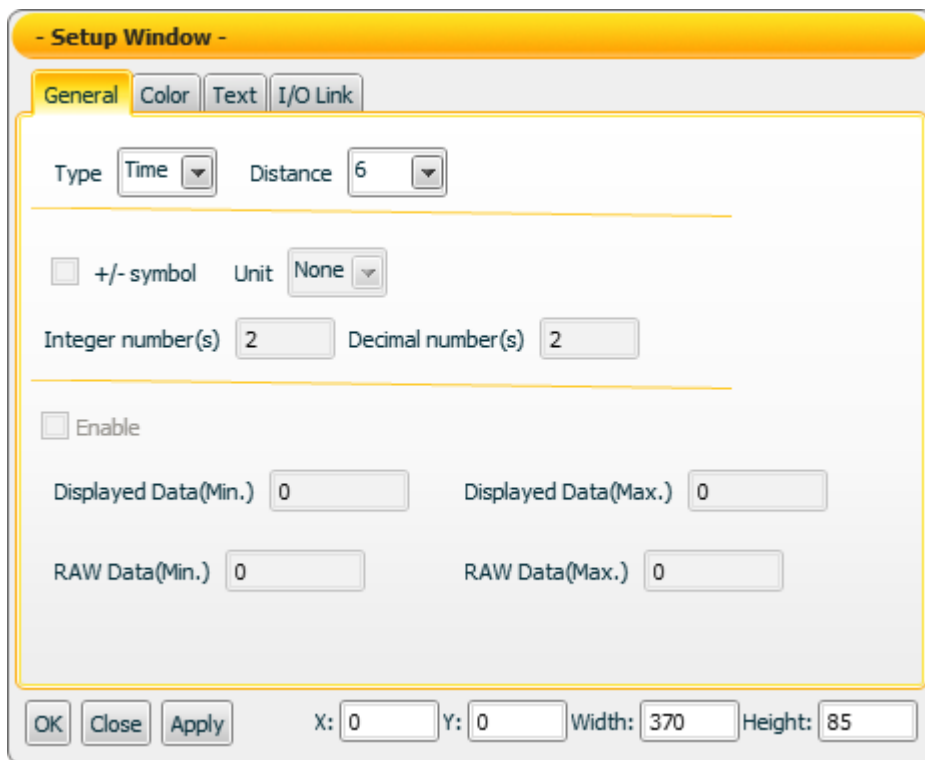 - Setup Window -
General Color Text I/O Link
Type Time Distance 6
+/- symbol Unit None
Integer number(s) 2 Decimal number(s) 2
Enable
Displayed Data(Min.) 0 Displayed Data(Max.) 0
RAW Data(Min.) 0 RAW Data(Max.) 0
OK Close Apply X: 0 Y: 0 Width: 370 Height: 85